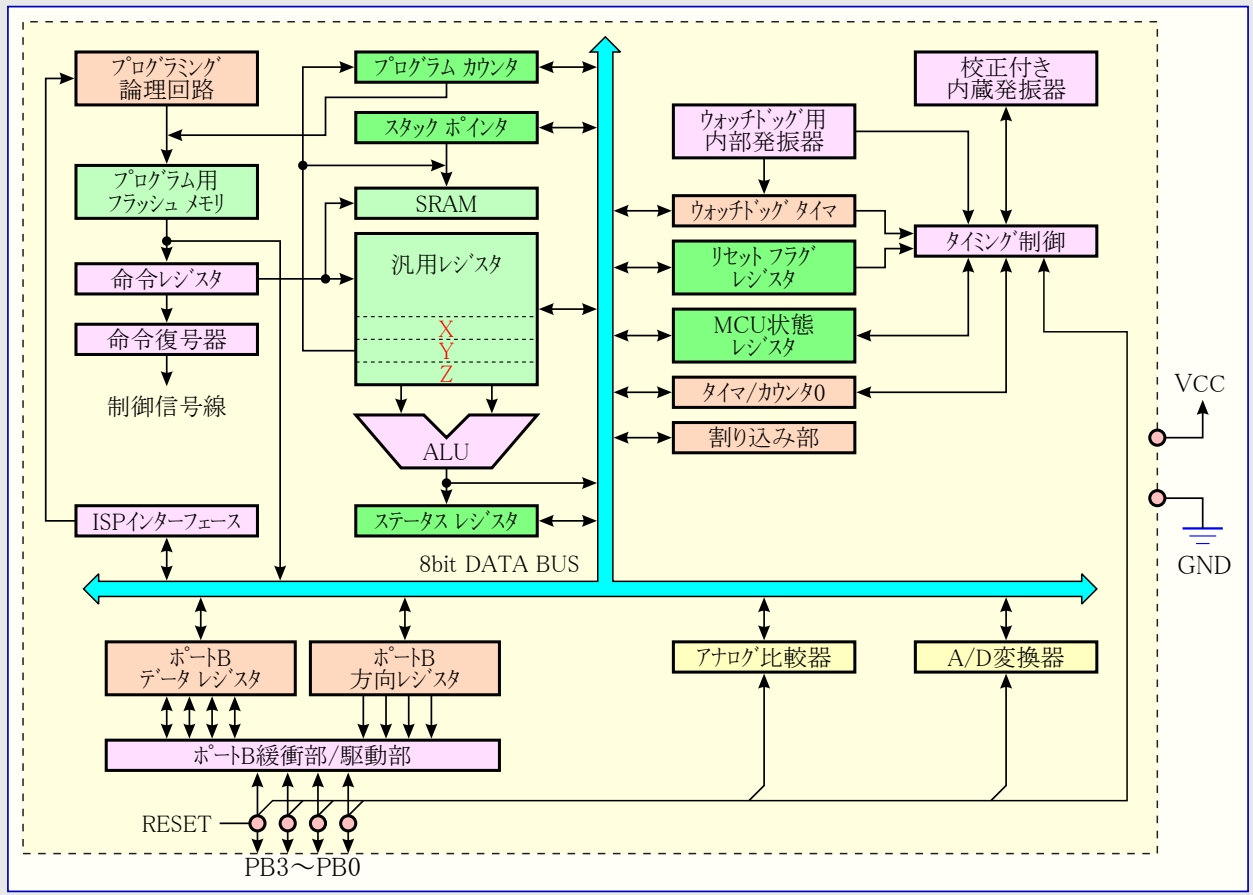 プログラミング
論理回路
プログラム用
フラッシュ メモリ
命令レジスタ
命令復号器
制御信号線
ISPインターフェース
プログラム カウンタ
スタック ポインタ
SRAM
汎用レジスタ
X
Y
Z
ALU
ステータス レジスタ
8bit DATA BUS
ウォッチドッグ用
内部発振器
ウォッチドッグ タイマ
リセット フラグ
レジスタ
MCU状態
レジスタ
タイマ/カウンタ0
割り込み部
校正付き
内蔵発振器
タイミング制御
VCC
GND
ポートB
データ レジスタ
ポートB
方向レジスタ
アナログ比較器
A/D変換器
ポートB緩衝部/駆動部
RESET
PB3～PB0